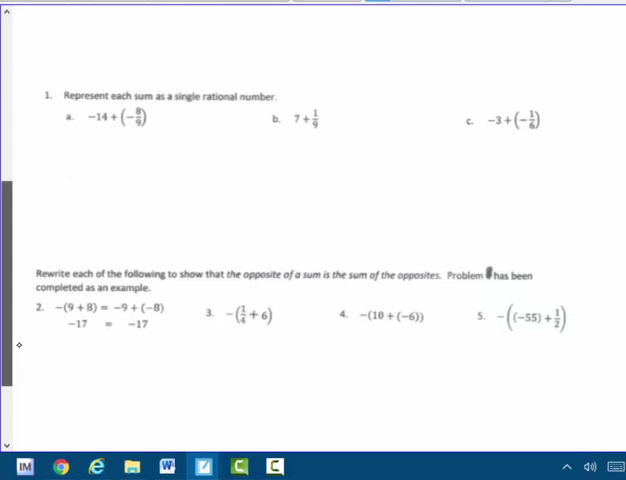 1. Represent each sum as a single rational number.
a. −14 + (−8/9) b. 7 + 1/9 c. −3 + (−1/6)
Rewrite each of the following to show that the opposite of a sum is the sum of the opposites. Problem has been
completed as an example.
2. −(9 + 8) = −9 + (−8) 3. −(1/4 + 6) 4. −(10 + (−6)) 5. −((−55) + 1/2)
−17 = −17
IM
W